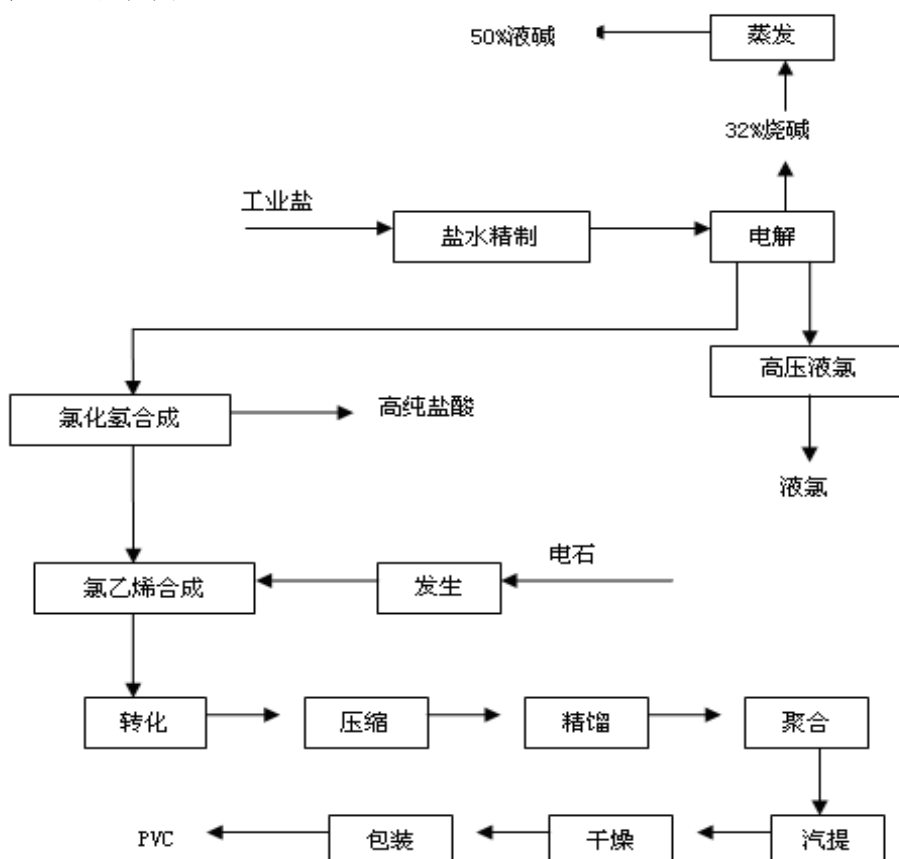 50%液碱
蒸发
32%烧碱
工业盐
盐水精制
电解
高压液氯
氯化氢合成
高纯盐酸
液氯
电石
氯乙烯合成
发生
转化
压缩
精馏
聚合
PVC
包装
干燥
汽提